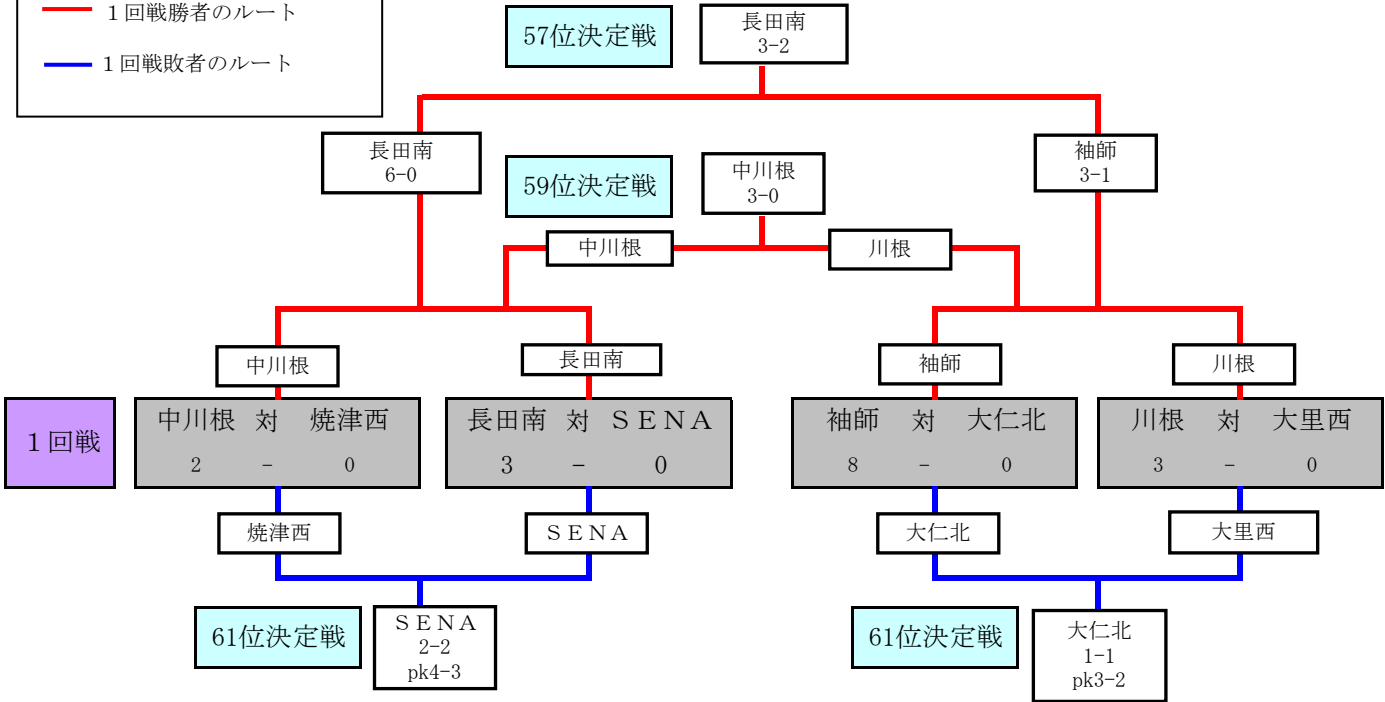 1回戦勝者のルート
1回戦敗者のルート
57位決定戦
長田南
3-2
長田南
6-0
59位決定戦
中川根
3-0
袖師
3-1
中川根
川根
中川根
長田南
袖師
川根
1回戦
中川根 対 焼津西
2 - 0
長田南 対 SENA
3 - 0
袖師 対 大仁北
8 - 0
川根 対 大里西
3 - 0
焼津西
SENA
大仁北
大里西
61位決定戦
SENA
2-2
pk4-3
61位決定戦
大仁北
1-1
pk3-2